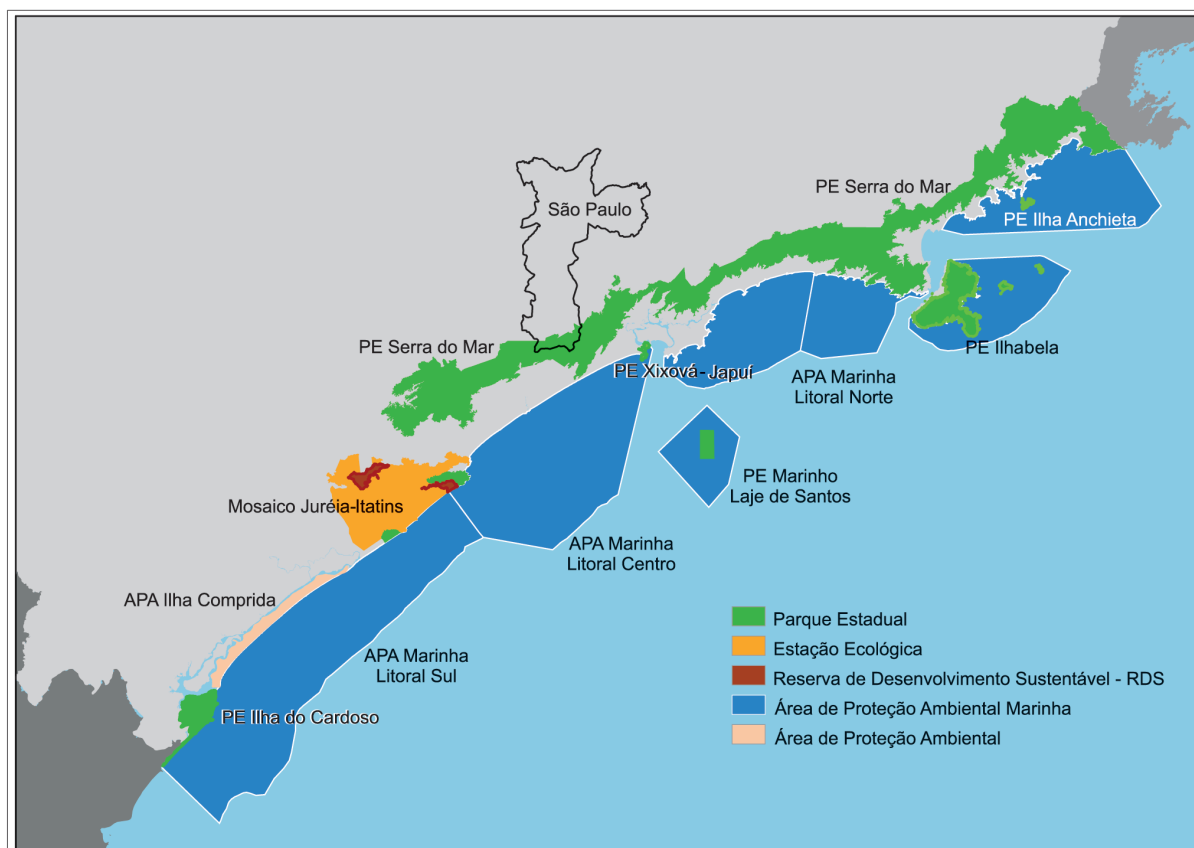 São Paulo
PE Serra do Mar
PE Ilha Anchieta
PE Serra do Mar
PE Ilhabela
PE Xixová-Japuí
APA Marinha
Litoral Norte
PE Marinho
Laje de Santos
Mosaico Juréia-Itatins
APA Marinha
Litoral Centro
APA Ilha Comprida
APA Marinha
Litoral Sul
PE Ilha do Cardoso
Parque Estadual
Estação Ecológica
Reserva de Desenvolvimento Sustentável - RDS
Área de Proteção Ambiental Marinha
Área de Proteção Ambiental